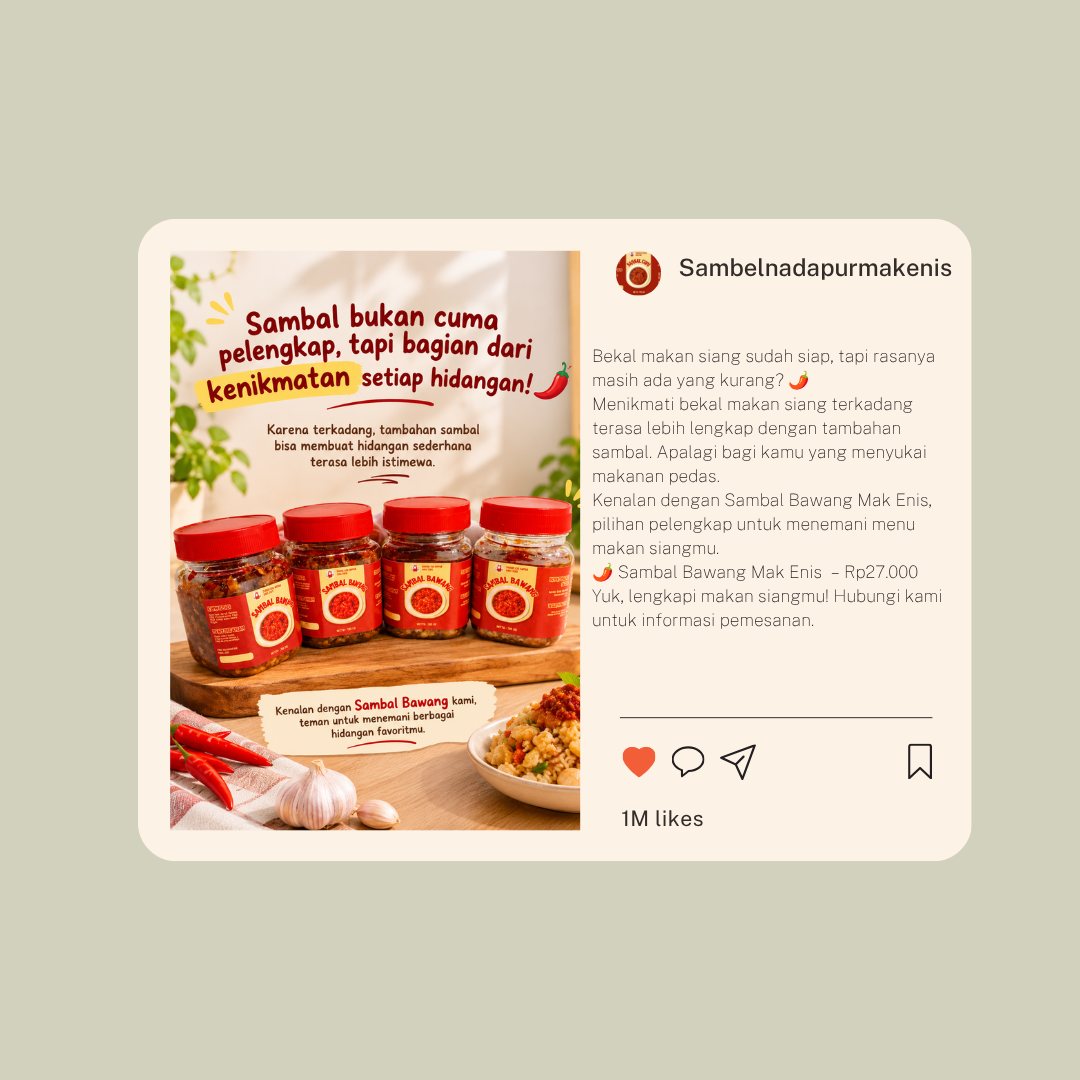 Sambal bukan cuma
pelengkap, tapi bagian dari
kenikmatan setiap hidangan!
Karena terkadang, tambahan sambal
bisa membuat hidangan sederhana
terasa lebih istimewa.
SAMBAL BAWANG
SAMBAL BAWANG
SAMBAL BAWANG
SAMBAL BAWANG
Kenalan dengan Sambal Bawang kami,
teman untuk menemani berbagai
hidangan favoritmu.
Sambelnadapurmakenis
Bekal makan siang sudah siap, tapi rasanya
masih ada yang kurang? 🌶️
Menikmati bekal makan siang terkadang
terasa lebih lengkap dengan tambahan
sambal. Apalagi bagi kamu yang menyukai
makanan pedas.
Kenalan dengan Sambal Bawang Mak Enis,
pilihan pelengkap untuk menemani menu
makan siangmu.
🌶️ Sambal Bawang Mak Enis – Rp27.000
Yuk, lengkapi makan siangmu! Hubungi kami
untuk informasi pemesanan.
1M likes